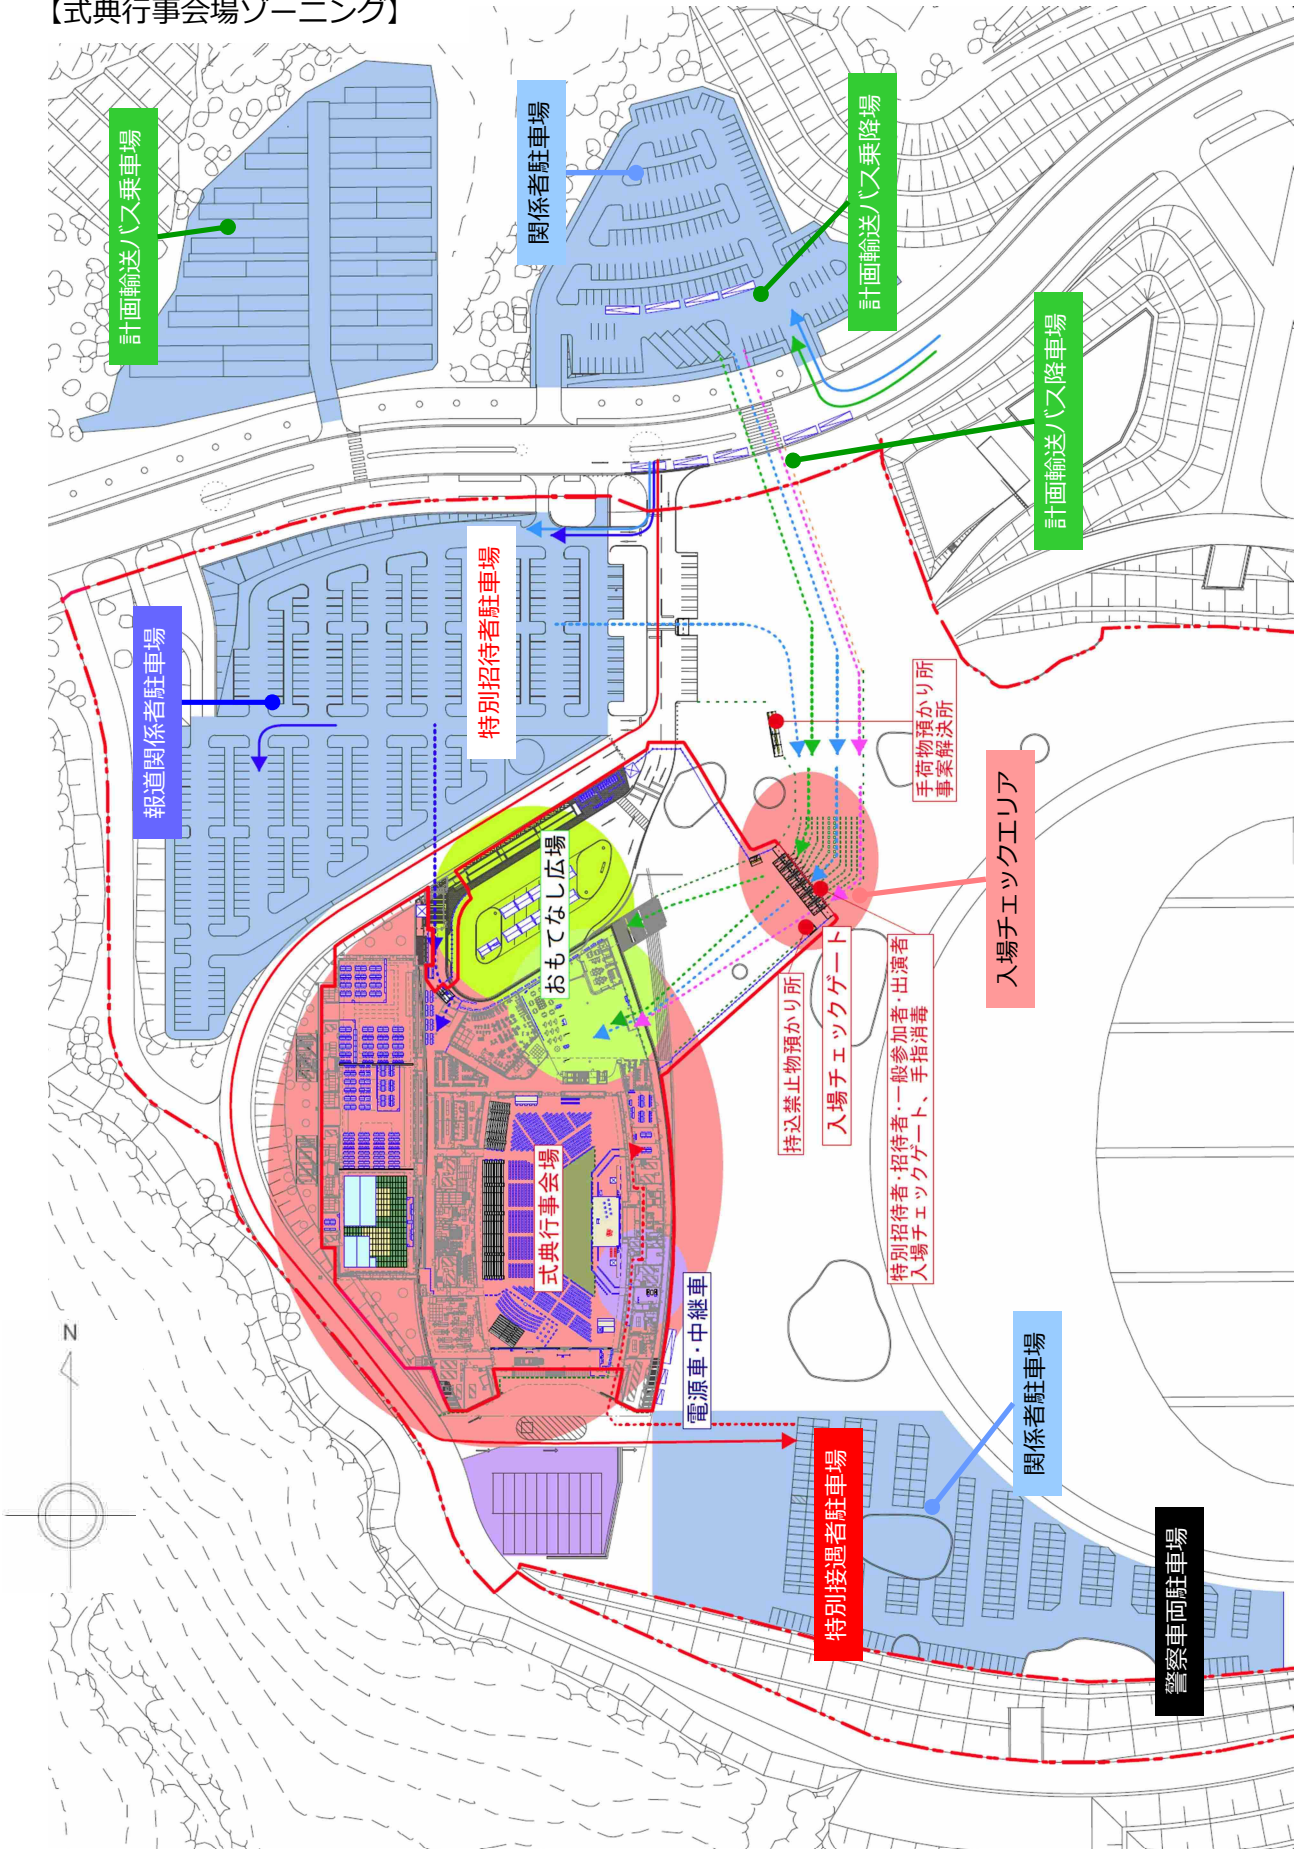 【式典行事会場ゾーニング】
計画輸送バス乗車場
関係者駐車場
計画輸送バス乗降場
計画輸送バス降車場
報道関係者駐車場
特別招待者駐車場
手荷物預かり所
事案解決所
入場チェックエリア
おもてなし広場
持込禁止物預かり所
入場チェックゲート
特別招待者・招待者・一般参加者・出演者
入場チェックゲート、手指消毒
式典行事会場
電源車・中継車
N
特別接遇者駐車場
関係者駐車場
警察車両駐車場